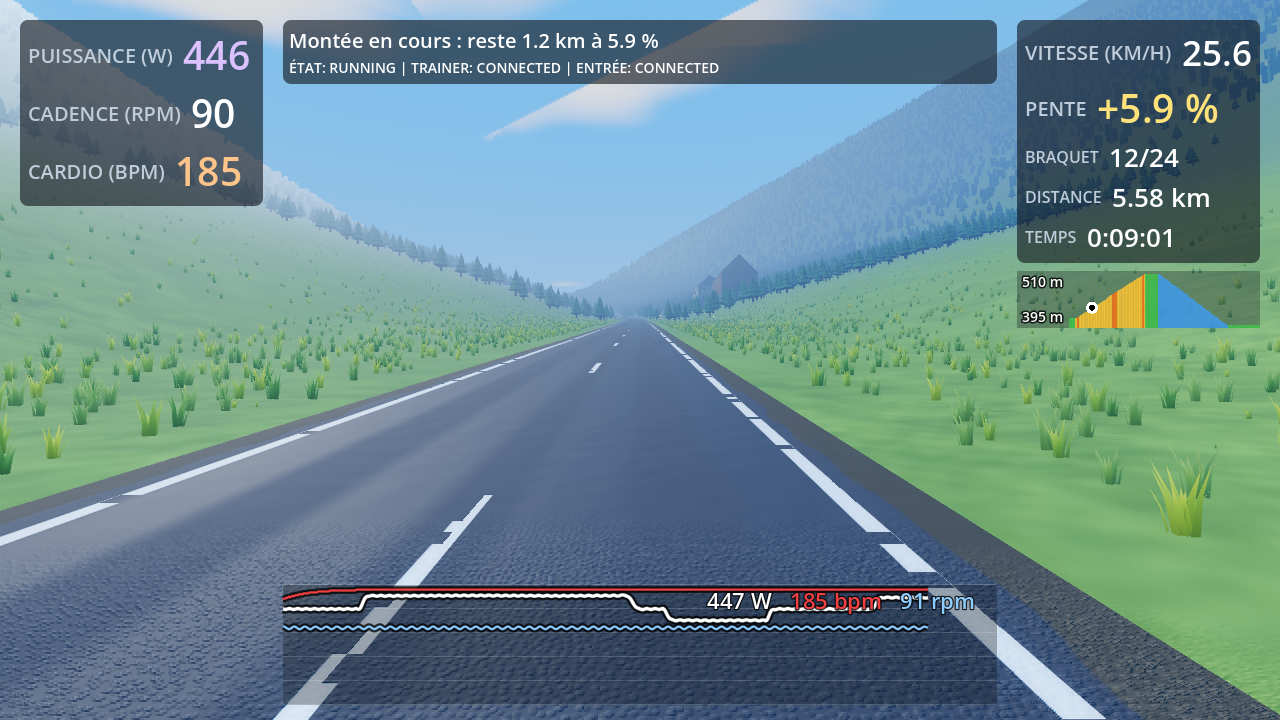 PUISSANCE (W) 446
CADENCE (RPM) 90
CARDIO (BPM) 185
Montée en cours : reste 1.2 km à 5.9 %
ÉTAT: RUNNING | TRAINER: CONNECTED | ENTRÉE: CONNECTED
VITESSE (KM/H) 25.6
PENTE +5.9 %
BRAQUET 12/24
DISTANCE 5.58 km
TEMPS 0:09:01
510 m
395 m
447 W 185 bpm 91 rpm